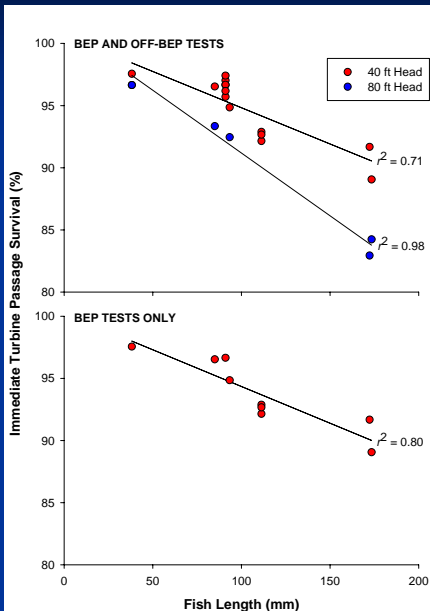 BEP AND OFF-BEP TESTS
100
95
90
85
80
40 ft Head
80 ft Head
r² = 0.71
r² = 0.98
Immediate Turbine Passage Survival (%)
BEP TESTS ONLY
100
95
90
85
80
r² = 0.80
0 50 100 150 200
Fish Length (mm)